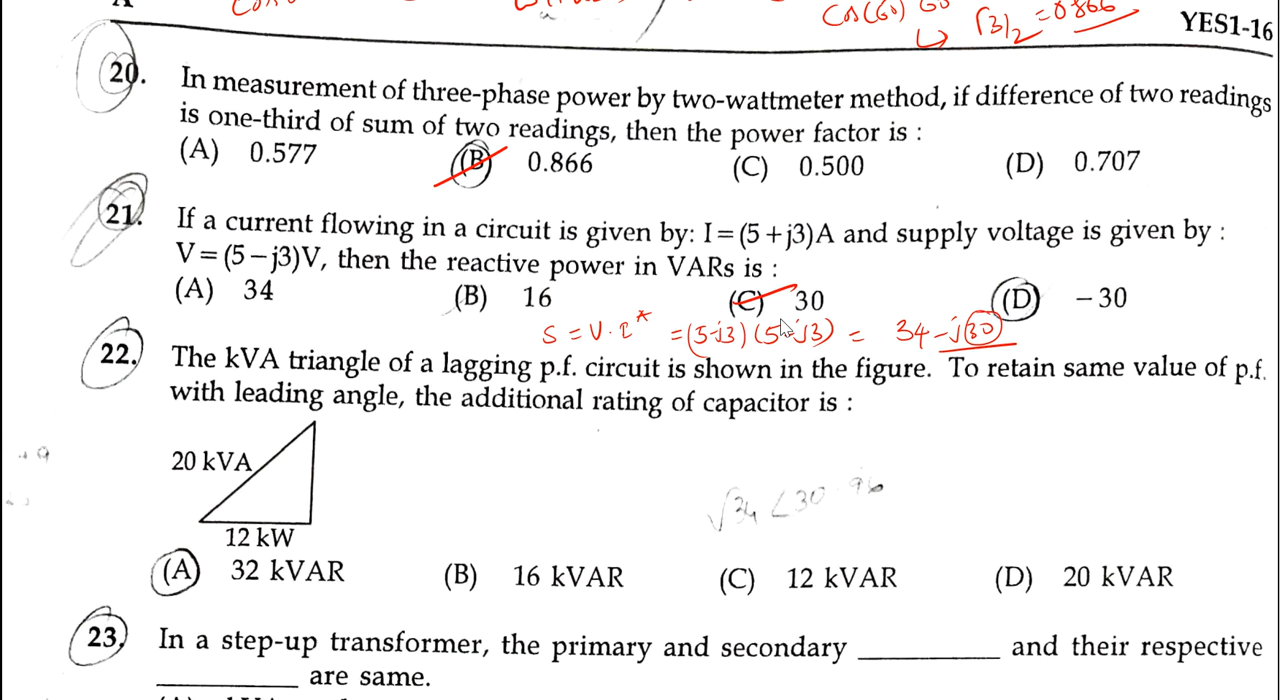 Cos(60) 60
↳ √3/2 = 0.866
YES1-16
20. In measurement of three-phase power by two-wattmeter method, if difference of two readings
is one-third of sum of two readings, then the power factor is :
(A) 0.577 (B) 0.866 (C) 0.500 (D) 0.707
21. If a current flowing in a circuit is given by: I=(5+j3)A and supply voltage is given by :
V=(5−j3)V, then the reactive power in VARs is :
(A) 34 (B) 16 (C) 30 (D) −30
S = V·I* = (5-j3)(5-j3) = 34-j30
22. The kVA triangle of a lagging p.f. circuit is shown in the figure. To retain same value of p.f.
with leading angle, the additional rating of capacitor is :
20 kVA
√34 ∠30.96
12 kW
(A) 32 kVAR (B) 16 kVAR (C) 12 kVAR (D) 20 kVAR
23. In a step-up transformer, the primary and secondary __________ and their respective
__________ are same.